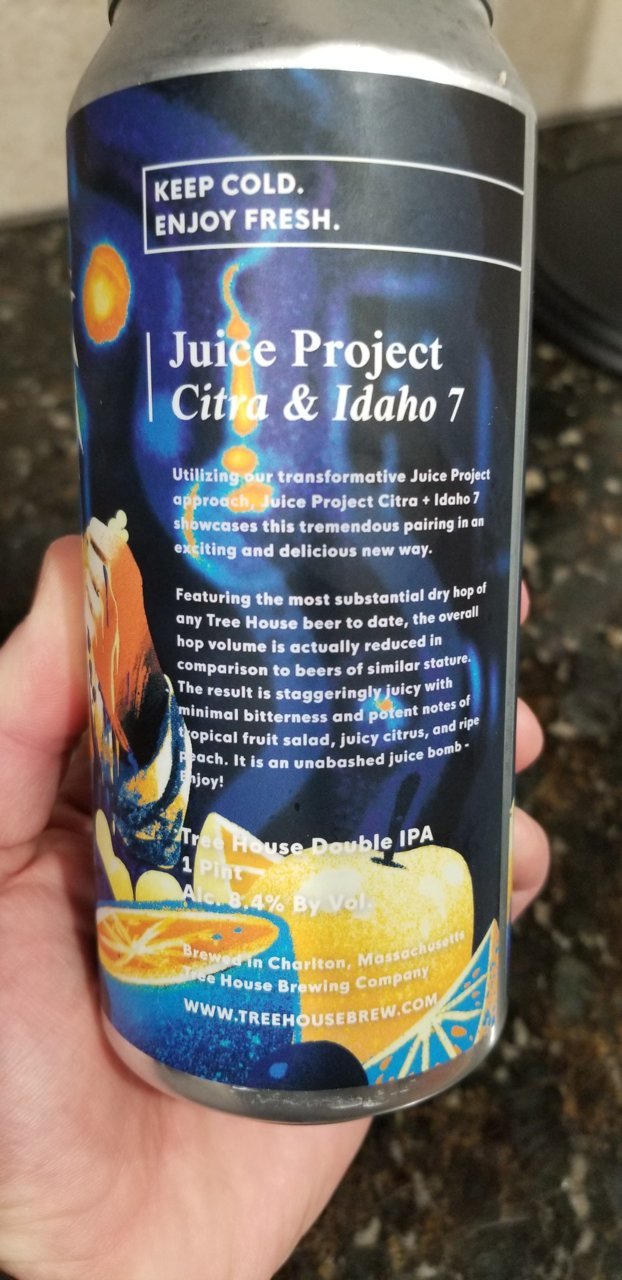 KEEP COLD.
ENJOY FRESH.
Juice Project
Citra & Idaho 7
Utilizing our transformative Juice Project
approach, Juice Project Citra + Idaho 7
showcases this tremendous pairing in an
exciting and delicious new way.
Featuring the most substantial dry hop of
any Tree House beer to date, the overall
hop volume is actually reduced in
comparison to beers of similar stature.
The result is staggeringly juicy with
minimal bitterness and potent notes of
tropical fruit salad, juicy citrus, and ripe
peach. It is an unabashed juice bomb -
Enjoy!
Tree House Double IPA
1 Pint
Alc. 8.4% By Vol.
Brewed in Charlton, Massachusetts
Tree House Brewing Company
WWW.TREEHOUSEBREW.COM